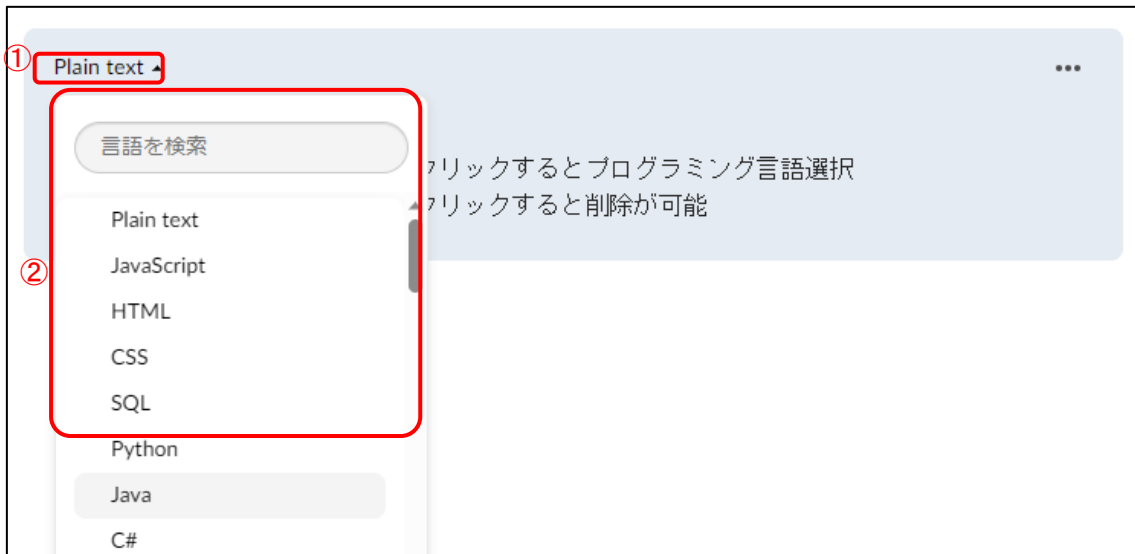 ①
Plain text
言語を検索
クリックするとプログラミング言語選択
クリックすると削除が可能
Plain text
②
JavaScript
HTML
CSS
SQL
Python
Java
C#